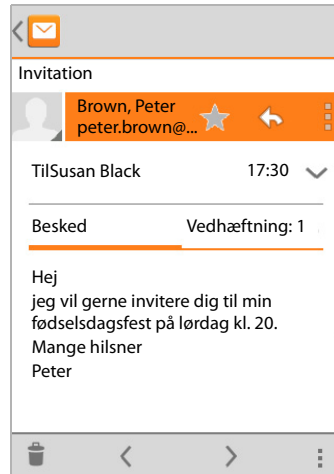 Invitation
Brown, Peter
peter.brown@...
TilSusan Black 17:30
Besked Vedhæftning: 1
Hej
jeg vil gerne invitere dig til min
fødselsdagsfest på lørdag kl. 20.
Mange hilsner
Peter